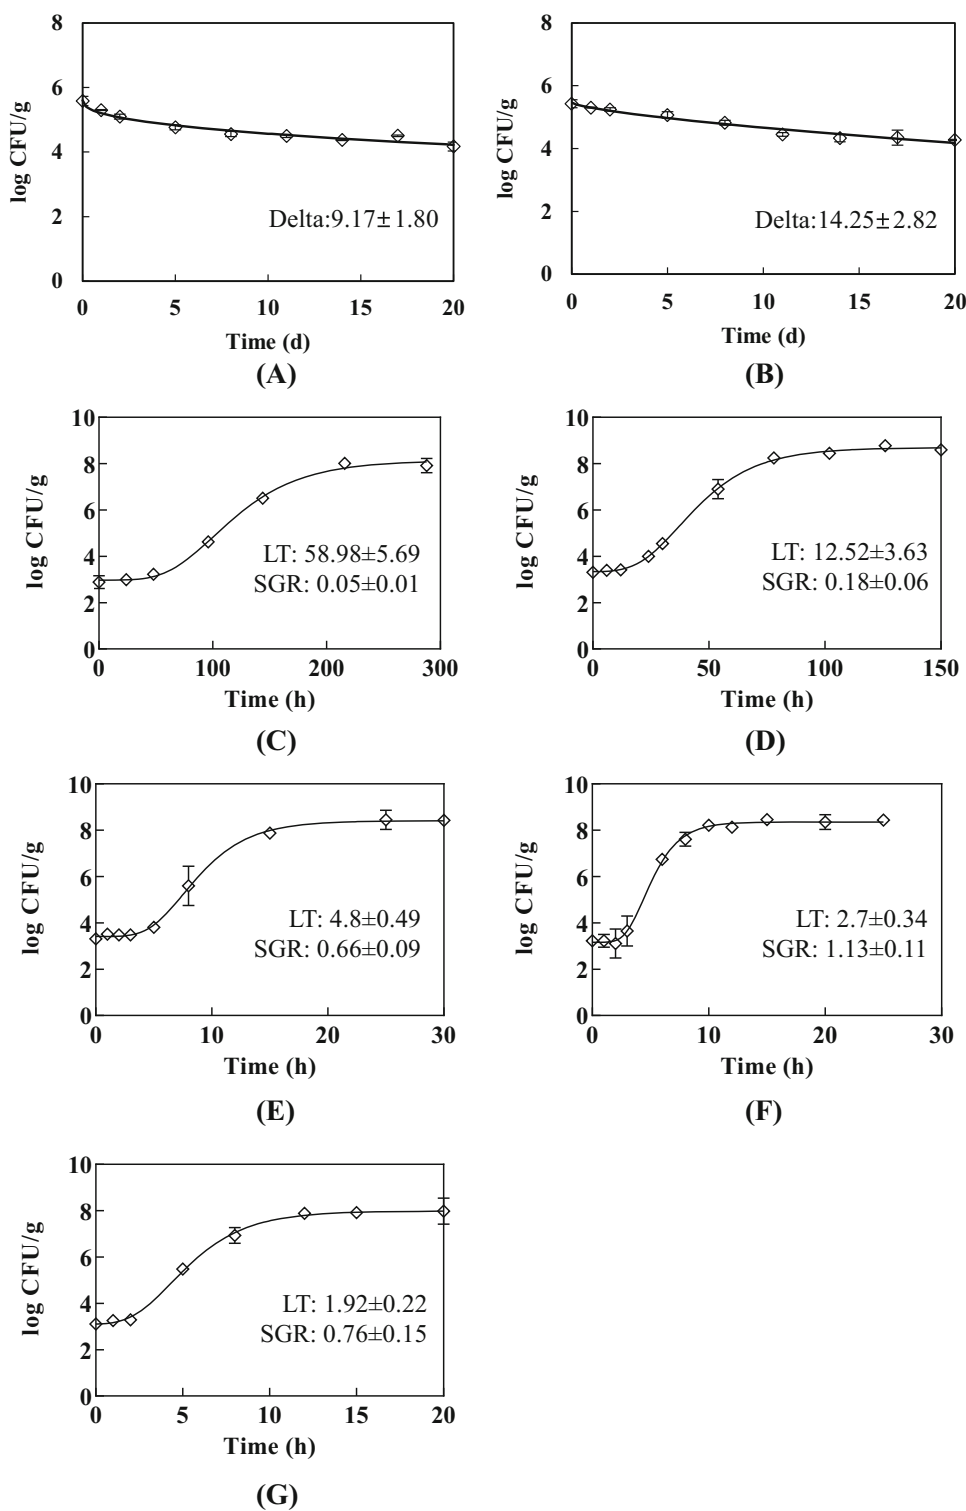 8
6
4
2
0
log CFU/g
Delta:9.17±1.80
0 5 10 15 20
Time (d)
(A)
8
6
4
2
0
log CFU/g
Delta:14.25±2.82
0 5 10 15 20
Time (d)
(B)
10
8
6
4
2
0
log CFU/g
LT: 58.98±5.69
SGR: 0.05±0.01
0 100 200 300
Time (h)
(C)
10
8
6
4
2
0
log CFU/g
LT: 12.52±3.63
SGR: 0.18±0.06
0 50 100 150
Time (h)
(D)
10
8
6
4
2
0
log CFU/g
LT: 4.8±0.49
SGR: 0.66±0.09
0 10 20 30
Time (h)
(E)
10
8
6
4
2
0
log CFU/g
LT: 2.7±0.34
SGR: 1.13±0.11
0 10 20 30
Time (h)
(F)
10
8
6
4
2
0
log CFU/g
LT: 1.92±0.22
SGR: 0.76±0.15
0 5 10 15 20
Time (h)
(G)